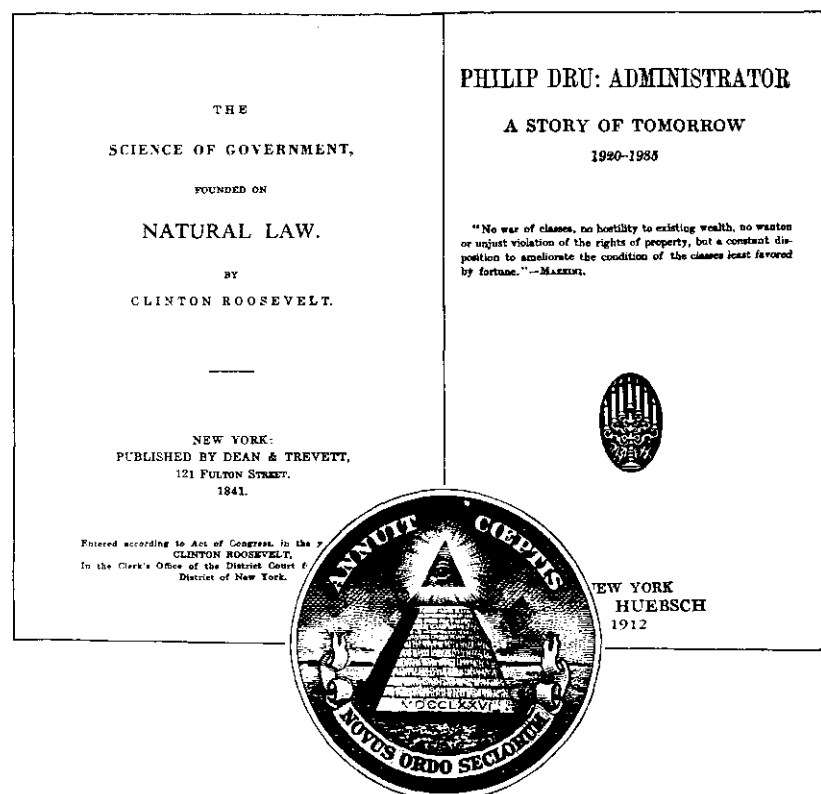 THE
SCIENCE OF GOVERNMENT,
FOUNDED ON
NATURAL LAW.
BY
CLINTON ROOSEVELT.
NEW YORK:
PUBLISHED BY DEAN & TREVETT,
121 FULTON STREET.
1841.
Entered according to Act of Congress, in the
CLINTON ROOSEVELT,
In the Clerk's Office of the District Court
District of New York.
PHILIP DRU: ADMINISTRATOR
A STORY OF TOMORROW
1920-1935
"No war of classes, no hostility to existing wealth, no wanton
or unjust violation of the rights of property, but a constant dis-
position to ameliorate the condition of the classes least favored
by fortune."—MAZZINI.
EW YORK
HUEBSCH
1912
ANNUIT CŒPTIS
MDCCLXXVI
NOVUS ORDO SECLORUM